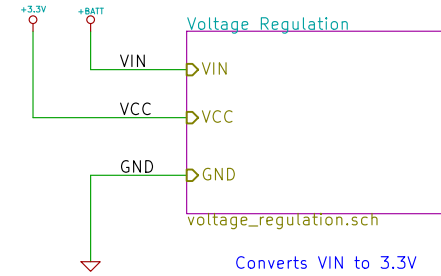 +3.3V
+BATT
Voltage Regulation
VIN
VIN
VCC
VCC
GND
GND
voltage_regulation.sch
Converts VIN to 3.3V